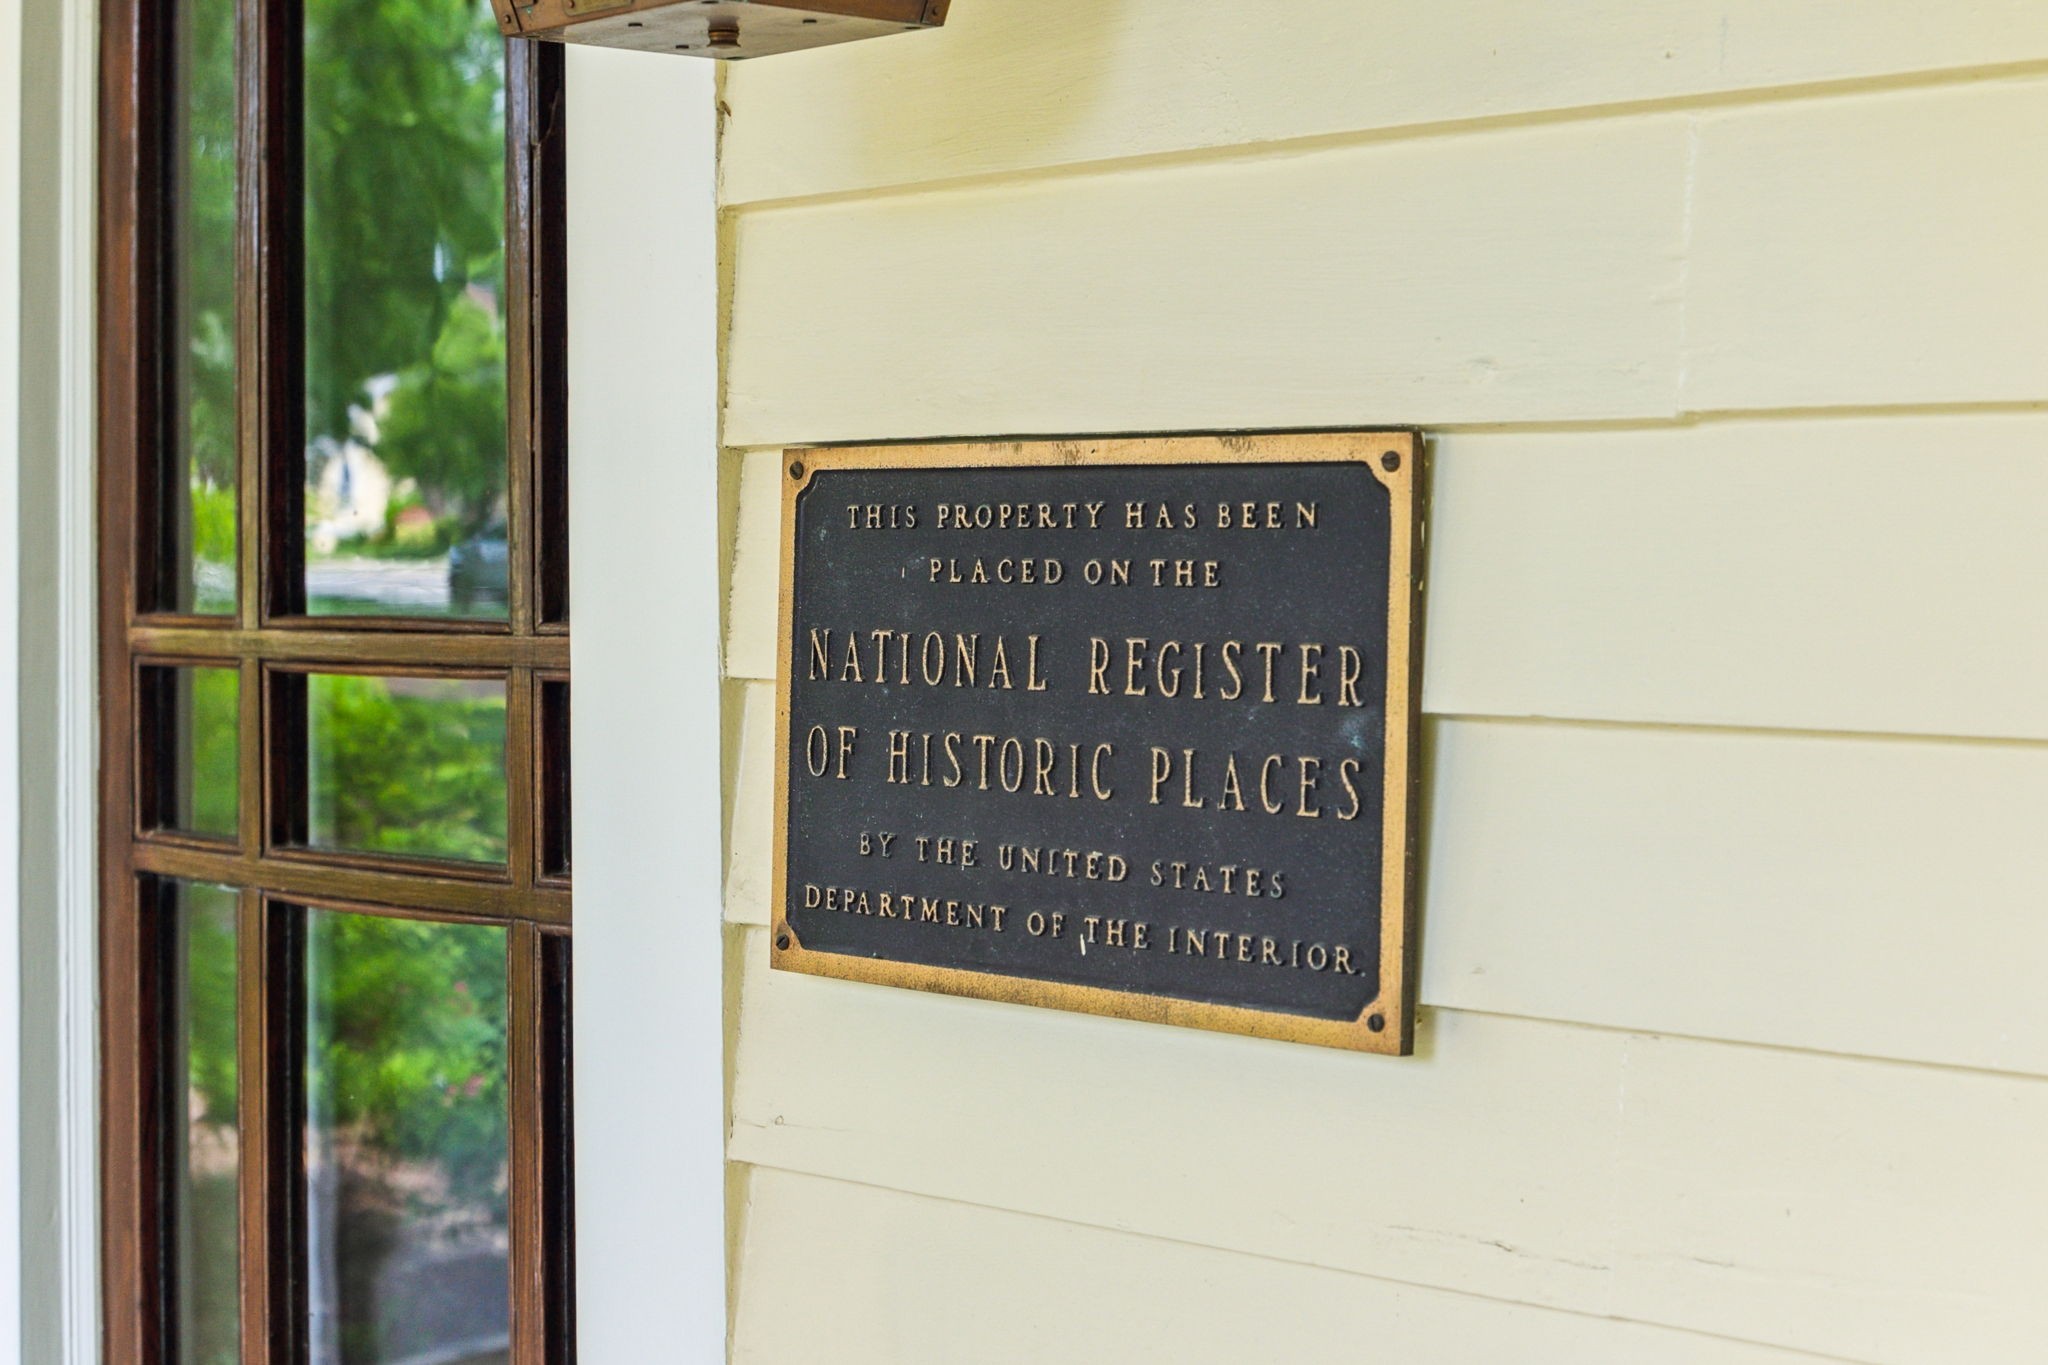 THIS PROPERTY HAS BEEN
PLACED ON THE
NATIONAL REGISTER
OF HISTORIC PLACES
BY THE UNITED STATES
DEPARTMENT OF THE INTERIOR.